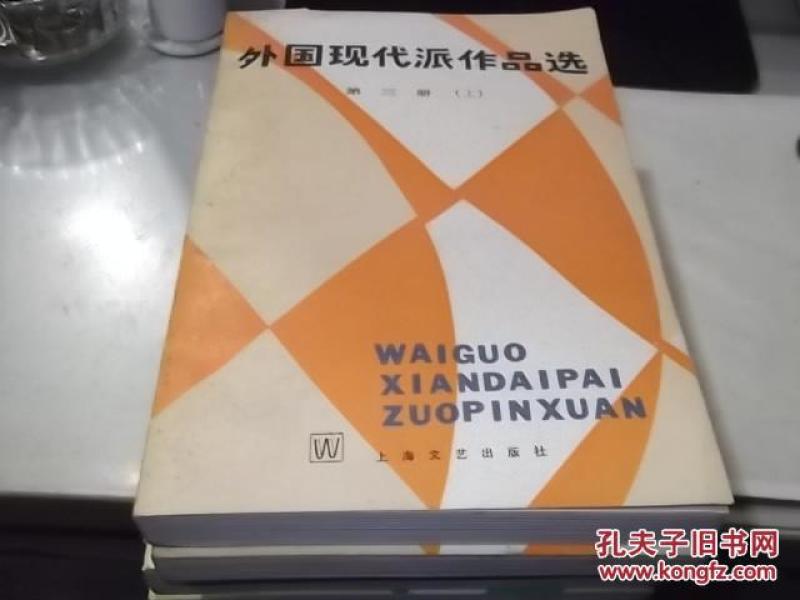 外国现代派作品选
第三册(上)
WAIGUO
XIANDAIPAI
ZUOPINXUAN
W
上海文艺出版社
孔夫子旧书网
www.kongfz.com